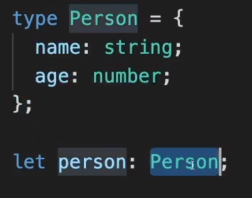 type Person = {
  name: string;
  age: number;
};

let person: Person;